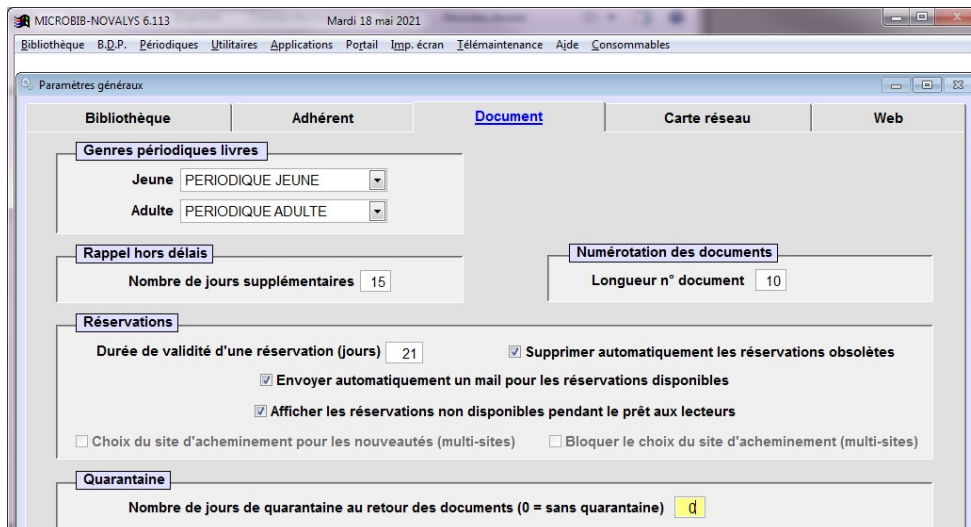 MICROBIB-NOVALYS 6.113 Mardi 18 mai 2021
Bibliothèque B.D.P. Périodiques Utilitaires Applications Portail Imp. écran Télémaintenance Aide Consommables
Paramètres généraux
Bibliothèque Adhérent Document Carte réseau Web
Genres périodiques livres
Jeune PERIODIQUE JEUNE
Adulte PERIODIQUE ADULTE
Rappel hors délais
Nombre de jours supplémentaires 15
Numérotation des documents
Longueur n° document 10
Réservations
Durée de validité d'une réservation (jours) 21 Supprimer automatiquement les réservations obsolètes
Envoyer automatiquement un mail pour les réservations disponibles
Afficher les réservations non disponibles pendant le prêt aux lecteurs
Choix du site d'acheminement pour les nouveautés (multi-sites) Bloquer le choix du site d'acheminement (multi-sites)
Quarantaine
Nombre de jours de quarantaine au retour des documents (0 = sans quarantaine) 0